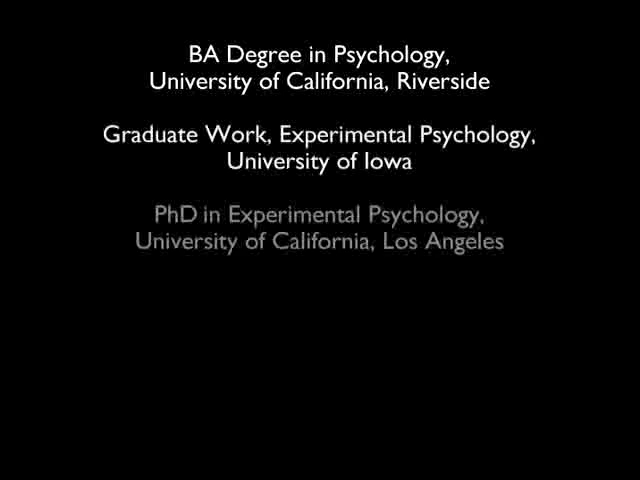 BA Degree in Psychology,
University of California, Riverside
Graduate Work, Experimental Psychology,
University of Iowa
PhD in Experimental Psychology,
University of California, Los Angeles